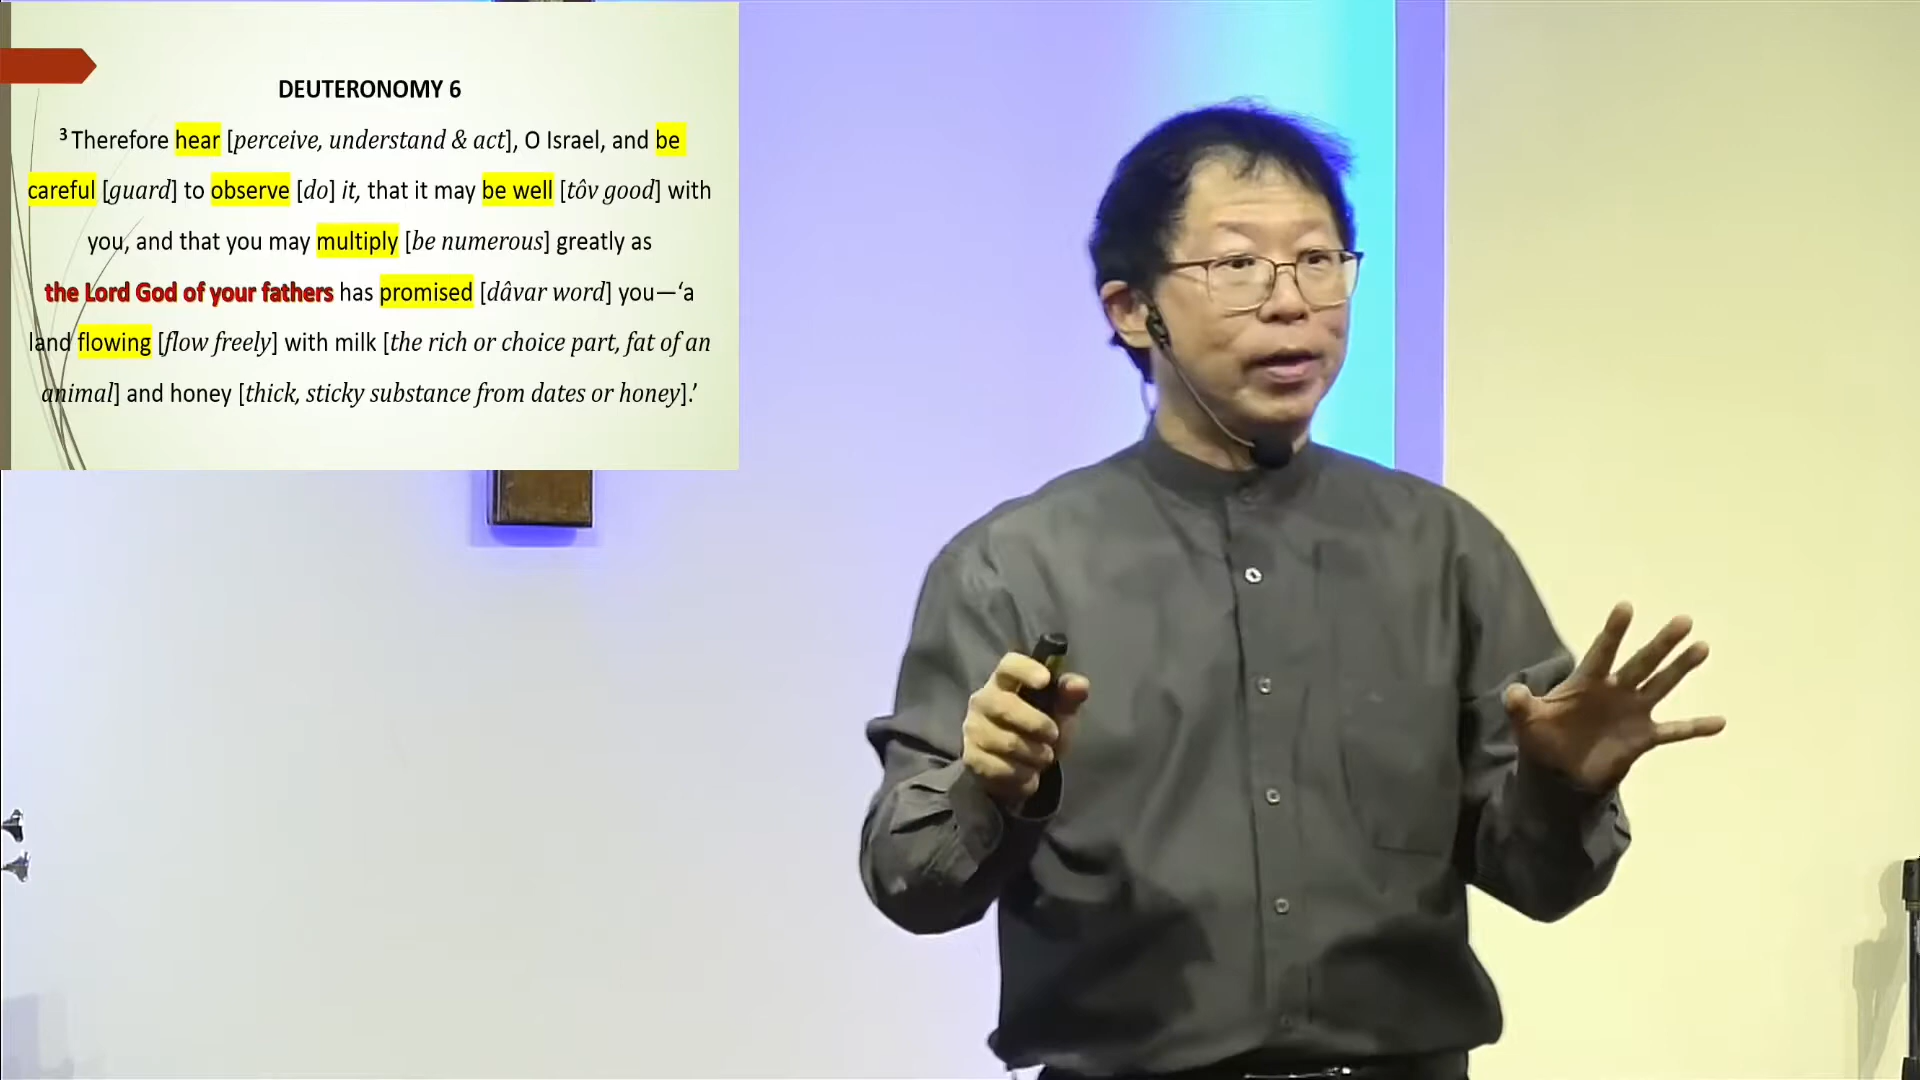 DEUTERONOMY 6
³ Therefore hear [perceive, understand & act], O Israel, and be
careful [guard] to observe [do] it, that it may be well [tôv good] with
you, and that you may multiply [be numerous] greatly as
the Lord God of your fathers has promised [dâvar word] you—‘a
land flowing [flow freely] with milk [the rich or choice part, fat of an
animal] and honey [thick, sticky substance from dates or honey].’